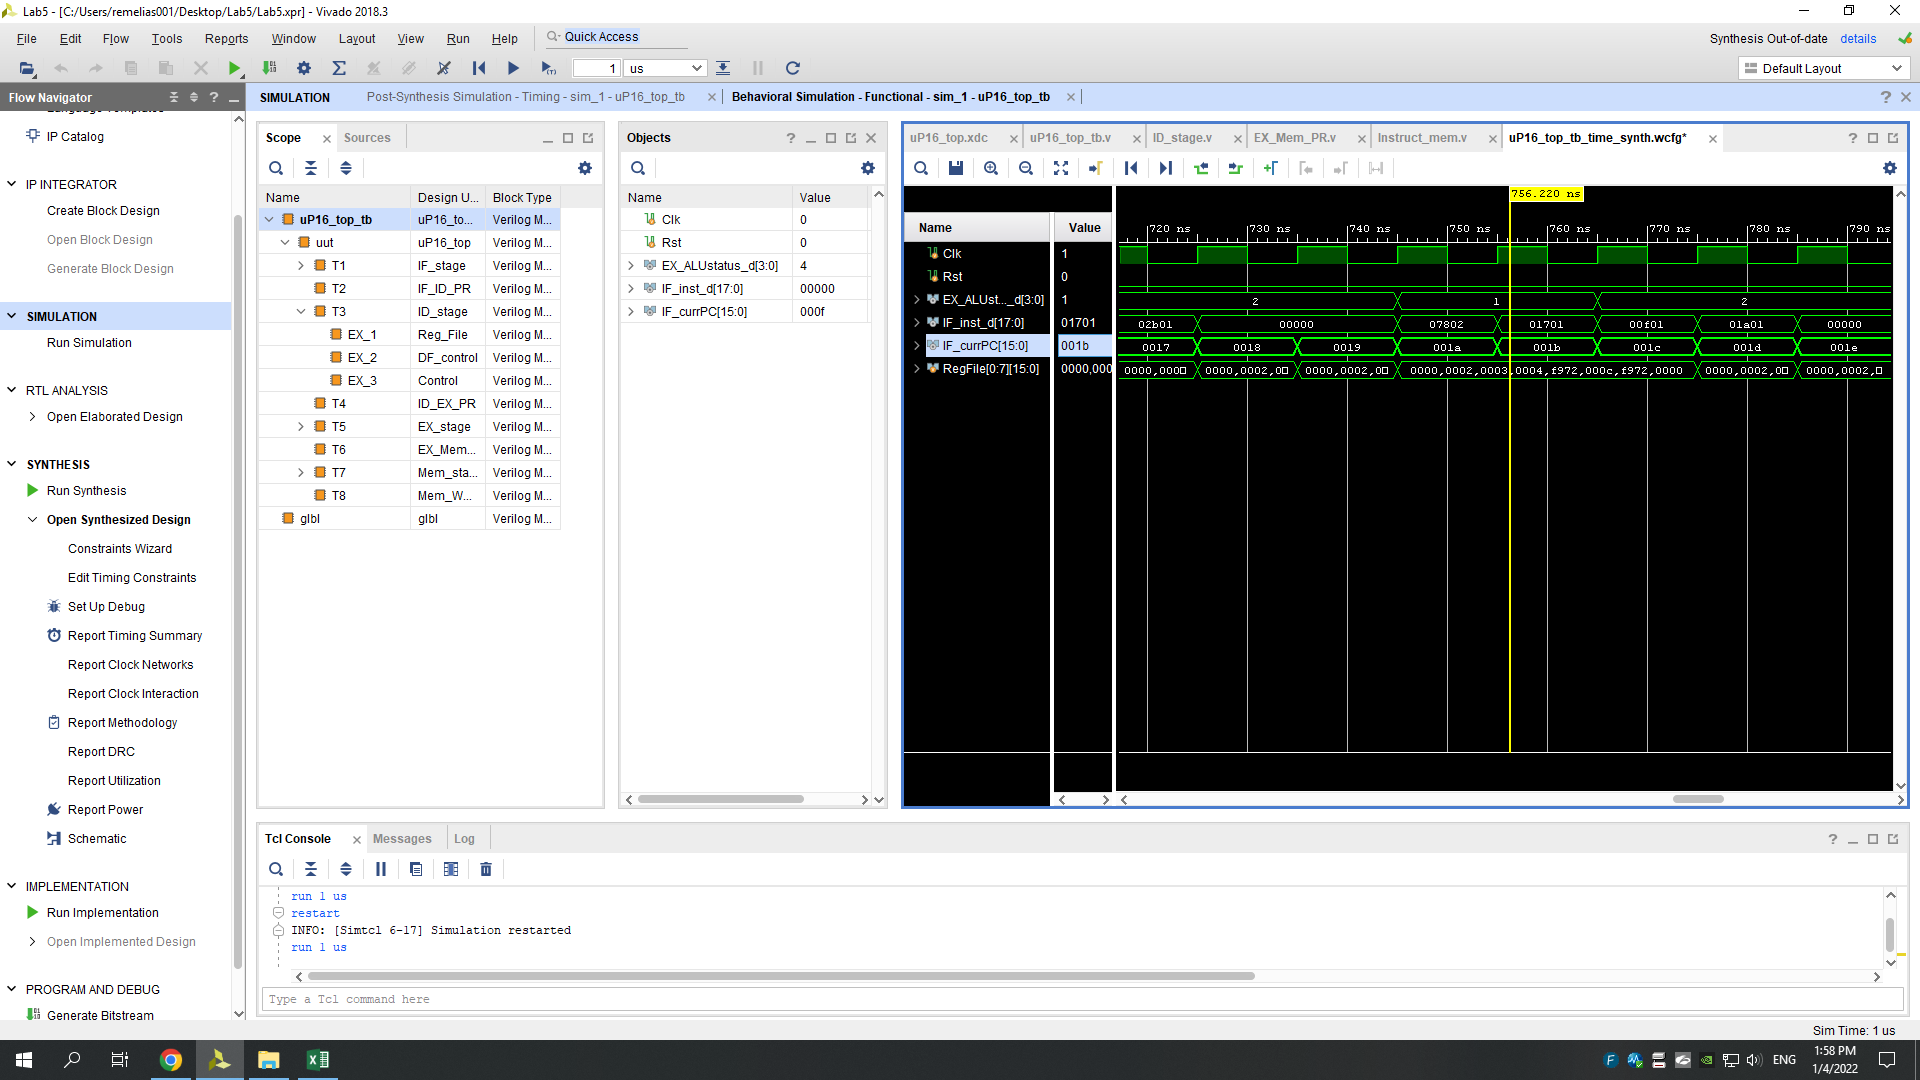 Lab5 - [C:/Users/remelias001/Desktop/Lab5/Lab5.xpr] - Vivado 2018.3
File Edit Flow Tools Reports Window Layout View Run Help Quick Access
Synthesis Out-of-date details
1 us
Default Layout
Flow Navigator
IP Catalog
IP INTEGRATOR
Create Block Design
Open Block Design
Generate Block Design
SIMULATION
Run Simulation
RTL ANALYSIS
Open Elaborated Design
SYNTHESIS
Run Synthesis
Open Synthesized Design
Constraints Wizard
Edit Timing Constraints
Set Up Debug
Report Timing Summary
Report Clock Networks
Report Clock Interaction
Report Methodology
Report DRC
Report Utilization
Report Power
Schematic
IMPLEMENTATION
Run Implementation
Open Implemented Design
PROGRAM AND DEBUG
Generate Bitstream
SIMULATION
Post-Synthesis Simulation - Timing - sim_1 - uP16_top_tb
Behavioral Simulation - Functional - sim_1 - uP16_top_tb
Scope Sources
Name Design U... Block Type
uP16_top_tb uP16_to... Verilog M...
uut uP16_top Verilog M...
T1 IF_stage Verilog M...
T2 IF_ID_PR Verilog M...
T3 ID_stage Verilog M...
EX_1 Reg_File Verilog M...
EX_2 DF_control Verilog M...
EX_3 Control Verilog M...
T4 ID_EX_PR Verilog M...
T5 EX_stage Verilog M...
T6 EX_Mem... Verilog M...
T7 Mem_sta... Verilog M...
T8 Mem_W... Verilog M...
glbl glbl Verilog M...
Objects
Name Value
Clk 0
Rst 0
EX_ALUstatus_d[3:0] 4
IF_inst_d[17:0] 00000
IF_currPC[15:0] 000f
uP16_top.xdc uP16_top_tb.v ID_stage.v EX_Mem_PR.v Instruct_mem.v uP16_top_tb_time_synth.wcfg*
756.220 ns
Name Value
720 ns 730 ns 740 ns 750 ns 760 ns 770 ns 780 ns 790 ns
Clk 1
Rst 0
EX_ALUst..._d[3:0] 1 2 1 2
IF_inst_d[17:0] 01701 02b01 00000 07802 01701 00f01 01a01 00000
IF_currPC[15:0] 001b 0017 0018 0019 001a 001b 001c 001d 001e
RegFile[0:7][15:0] 0000,000 0000,000 0000,0002,0 0000,0002,0 0000,0002,0003,0004,f972,000c,f972,0000 0000,0002,0 0000,0002,
Tcl Console Messages Log
run 1 us
restart
INFO: [Simtcl 6-17] Simulation restarted
run 1 us
Type a Tcl command here
Sim Time: 1 us
ENG
1:58 PM
1/4/2022